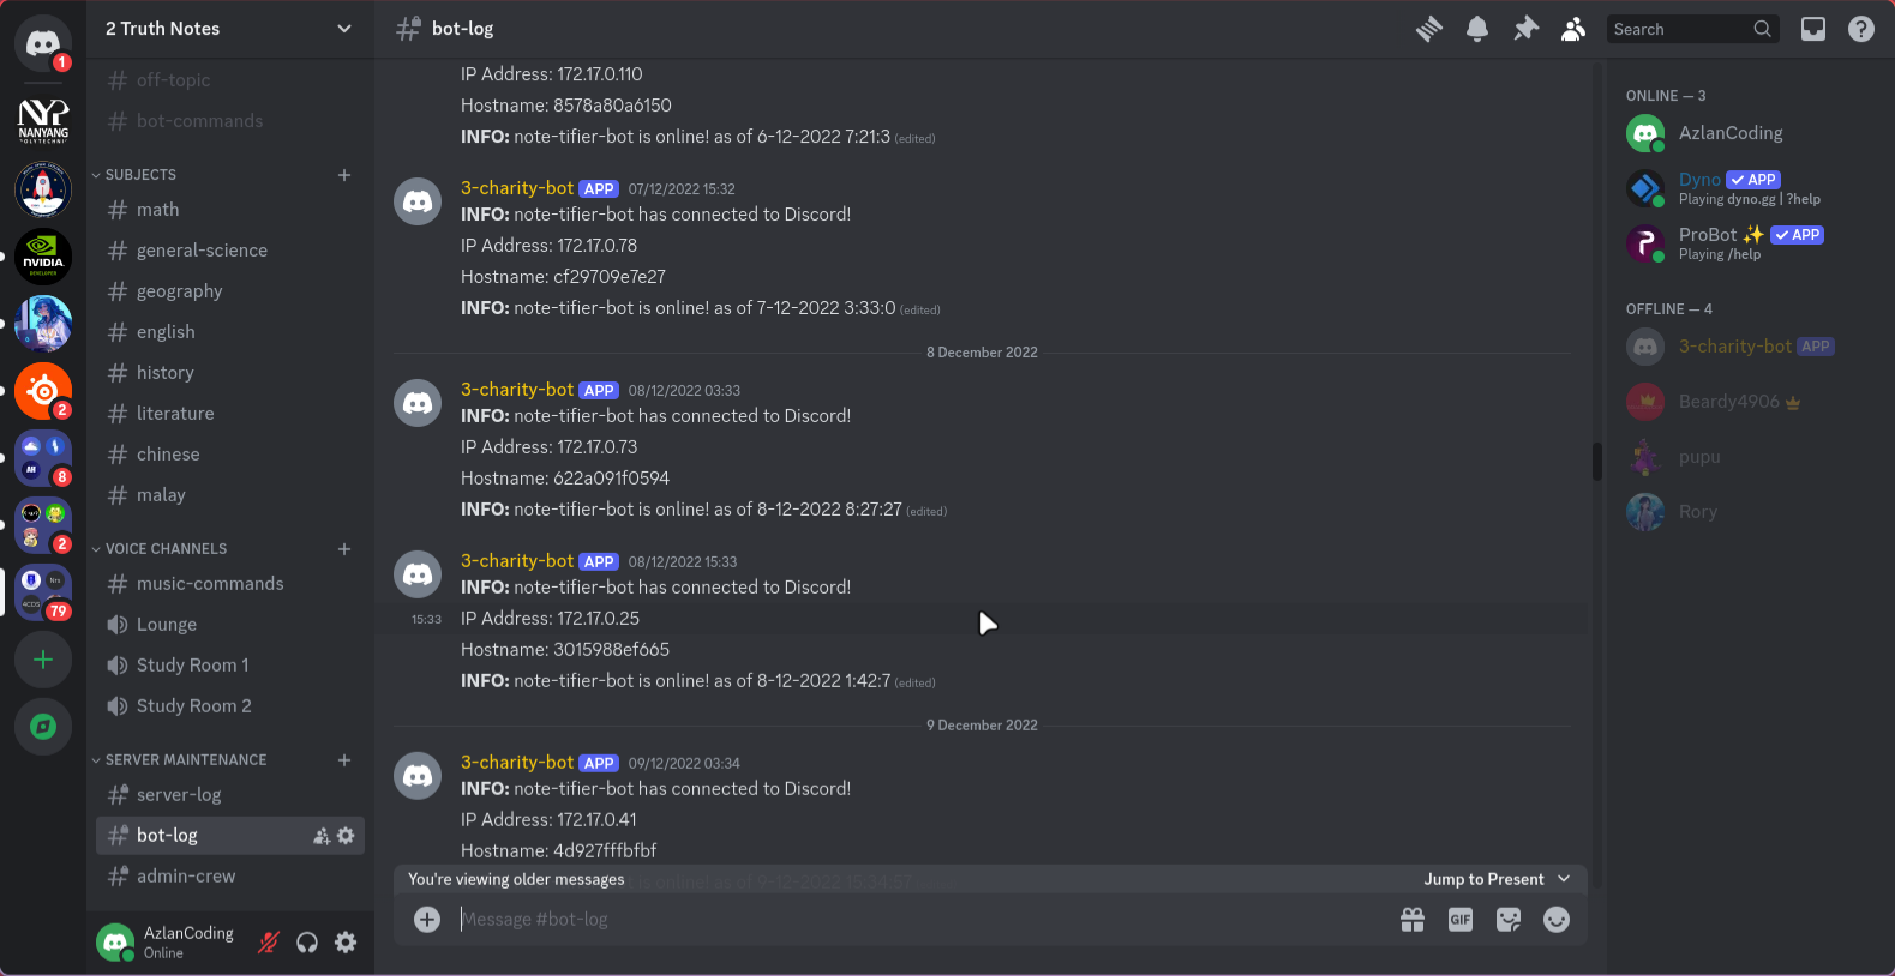 1
NYP
NANYANG
POLYTECHNIC
NVIDIA.
DEVELOPER
2
8
2
79
2 Truth Notes
off-topic
bot-commands
SUBJECTS
math
general-science
geography
english
history
literature
chinese
malay
VOICE CHANNELS
music-commands
Lounge
Study Room 1
Study Room 2
SERVER MAINTENANCE
server-log
bot-log
admin-crew
AzlanCoding
Online
bot-log
Search
IP Address: 172.17.0.110
Hostname: 8578a80a6150
INFO: note-tifier-bot is online! as of 6-12-2022 7:21:3 (edited)
3-charity-bot APP 07/12/2022 15:32
INFO: note-tifier-bot has connected to Discord!
IP Address: 172.17.0.78
Hostname: cf29709e7e27
INFO: note-tifier-bot is online! as of 7-12-2022 3:33:0 (edited)
8 December 2022
3-charity-bot APP 08/12/2022 03:33
INFO: note-tifier-bot has connected to Discord!
IP Address: 172.17.0.73
Hostname: 622a091f0594
INFO: note-tifier-bot is online! as of 8-12-2022 8:27:27 (edited)
3-charity-bot APP 08/12/2022 15:33
INFO: note-tifier-bot has connected to Discord!
15:33 IP Address: 172.17.0.25
Hostname: 3015988ef665
INFO: note-tifier-bot is online! as of 8-12-2022 1:42:7 (edited)
9 December 2022
3-charity-bot APP 09/12/2022 03:34
INFO: note-tifier-bot has connected to Discord!
IP Address: 172.17.0.41
Hostname: 4d927fffbfbf
is online! as of 9-12-2022 15:34:57
You're viewing older messages
Jump to Present
Message #bot-log
GIF
ONLINE — 3
AzlanCoding
Dyno APP
Playing dyno.gg | ?help
ProBot APP
Playing /help
OFFLINE — 4
3-charity-bot APP
Beardy4906
pupu
Rory